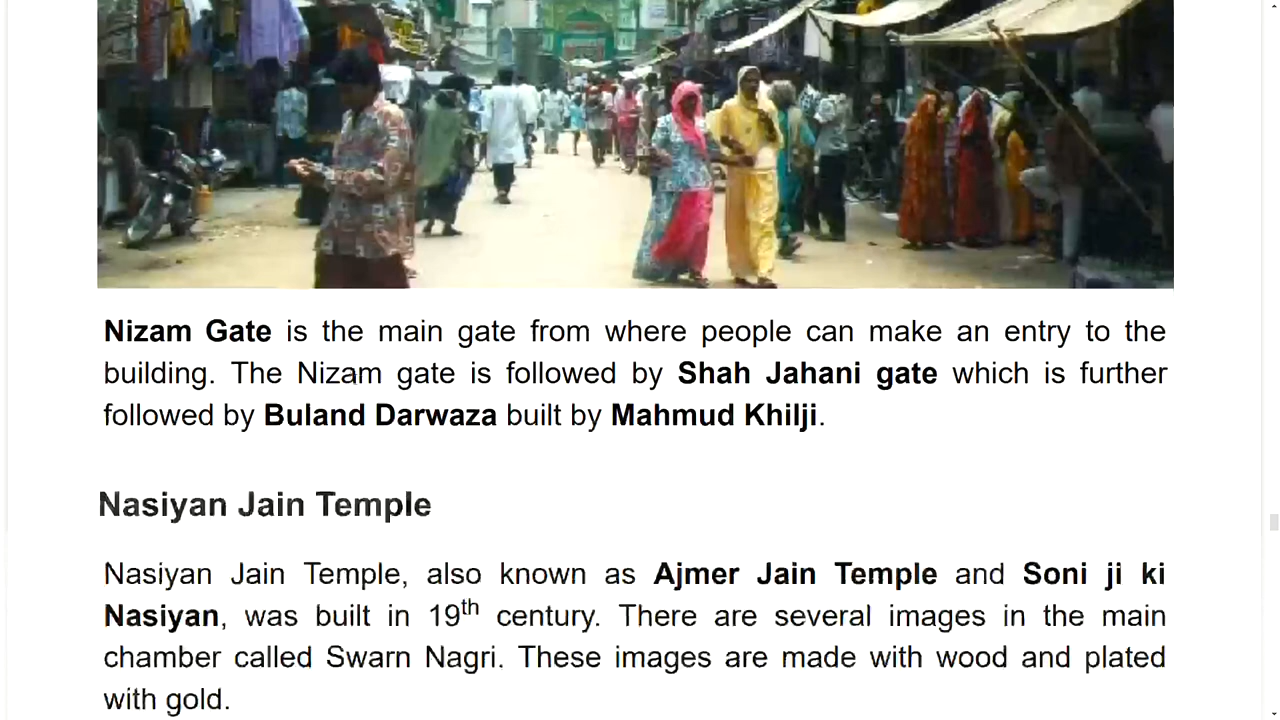 Nizam Gate is the main gate from where people can make an entry to the
building. The Nizam gate is followed by Shah Jahani gate which is further
followed by Buland Darwaza built by Mahmud Khilji.
Nasiyan Jain Temple
Nasiyan Jain Temple, also known as Ajmer Jain Temple and Soni ji ki
Nasiyan, was built in 19th century. There are several images in the main
chamber called Swarn Nagri. These images are made with wood and plated
with gold.